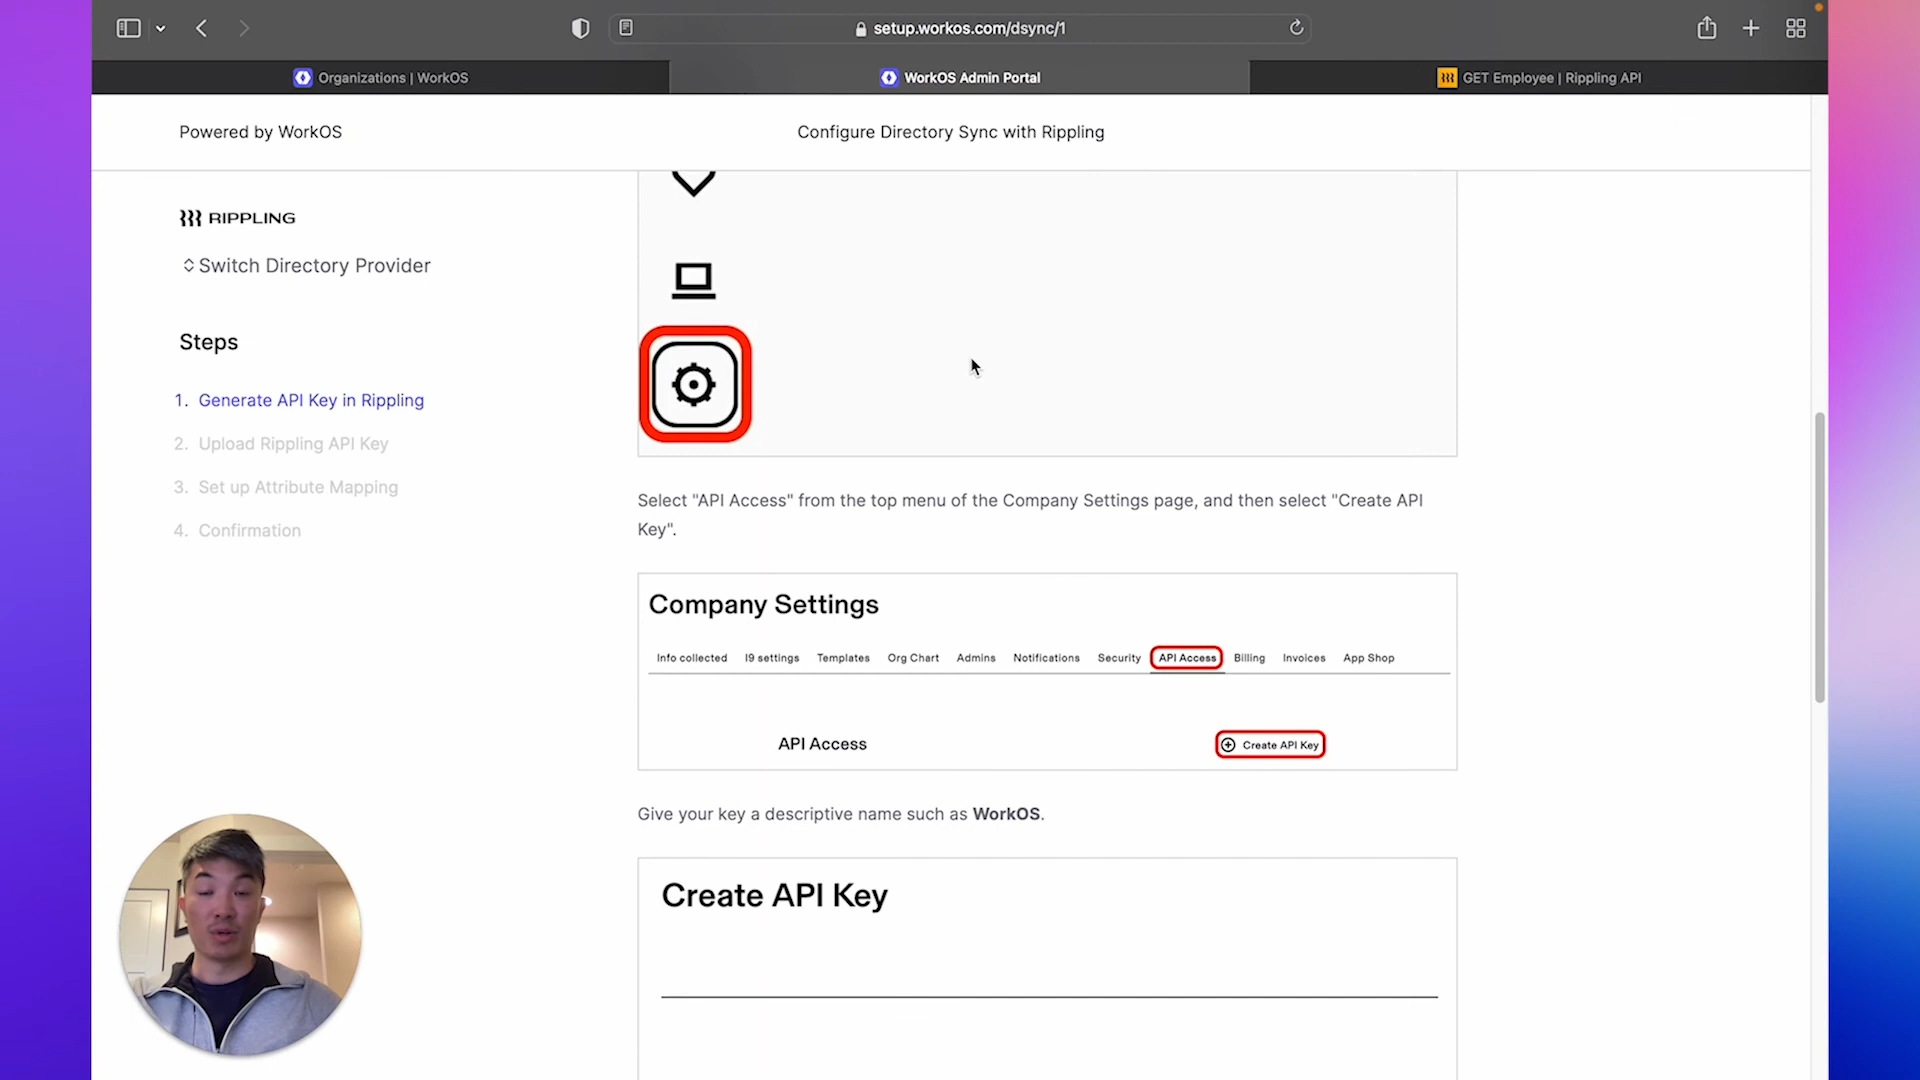 setup.workos.com/dsync/1
Organizations | WorkOS
WorkOS Admin Portal
GET Employee | Rippling API
Powered by WorkOS
Configure Directory Sync with Rippling
RIPPLING
Switch Directory Provider
Steps
1. Generate API Key in Rippling
2. Upload Rippling API Key
3. Set up Attribute Mapping
4. Confirmation
Select "API Access" from the top menu of the Company Settings page, and then select "Create API
Key".
Company Settings
Info collected I9 settings Templates Org Chart Admins Notifications Security API Access Billing Invoices App Shop
API Access
Create API Key
Give your key a descriptive name such as WorkOS.
Create API Key